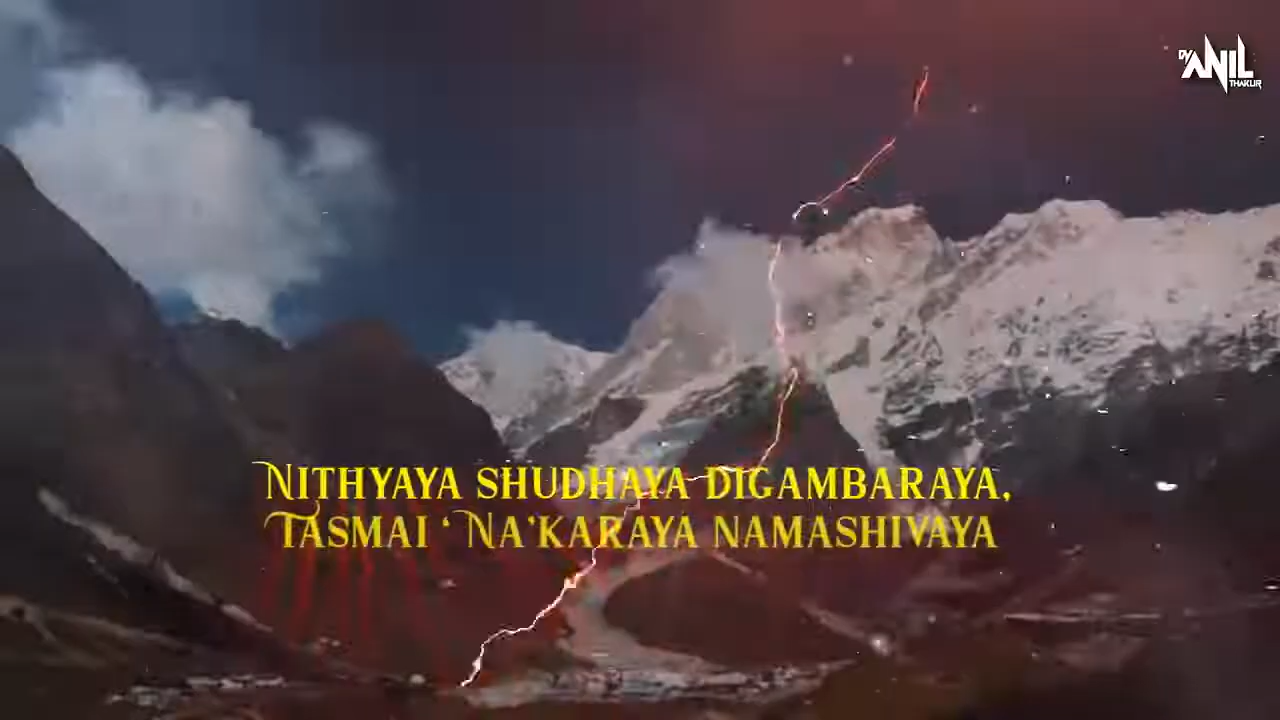 DJ ANIL
THAKUR
NITHYAYA SHUDHAYA DIGAMBARAYA,
TASMAI ‘ NA’KARAYA NAMASHIVAYA